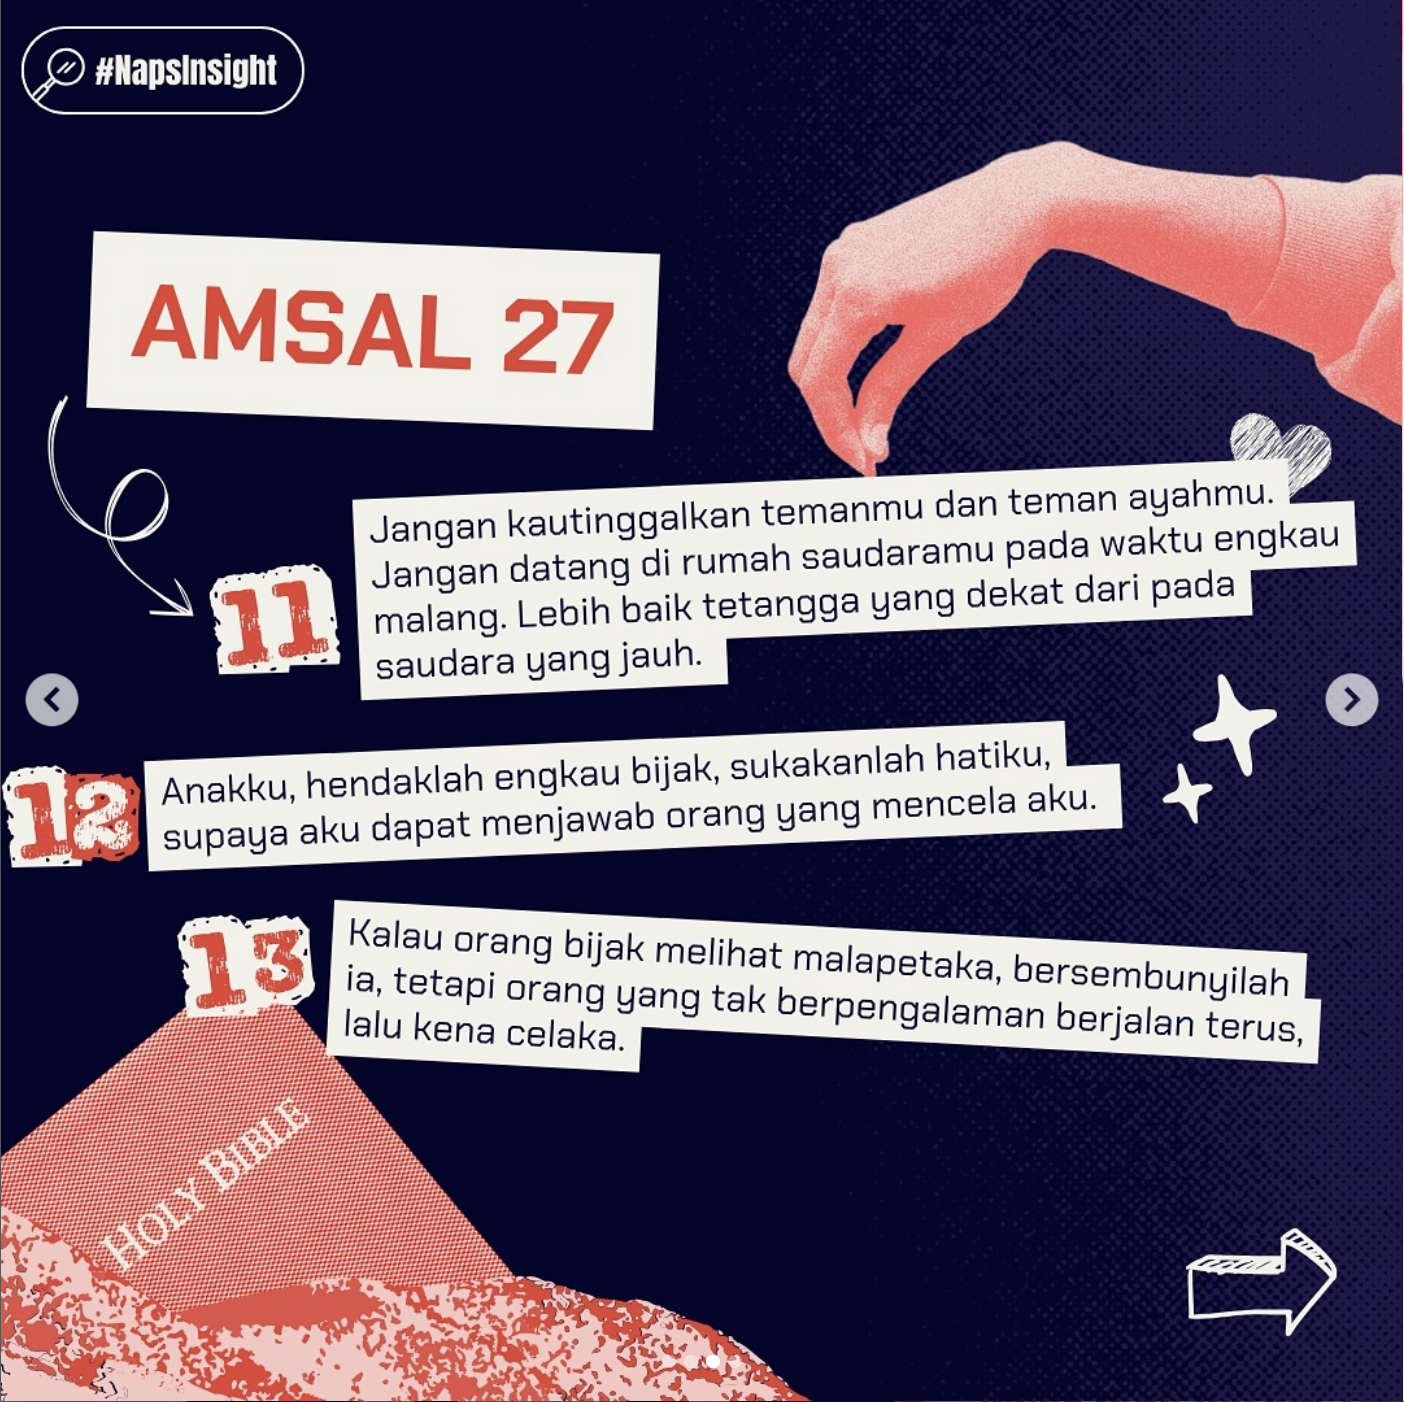 #NapsInsight
AMSAL 27
11
Jangan kautinggalkan temanmu dan teman ayahmu.
Jangan datang di rumah saudaramu pada waktu engkau
malang. Lebih baik tetangga yang dekat dari pada
saudara yang jauh.
12
Anakku, hendaklah engkau bijak, sukakanlah hatiku,
supaya aku dapat menjawab orang yang mencela aku.
13
Kalau orang bijak melihat malapetaka, bersembunyilah
ia, tetapi orang yang tak berpengalaman berjalan terus,
lalu kena celaka.
HOLY BIBLE